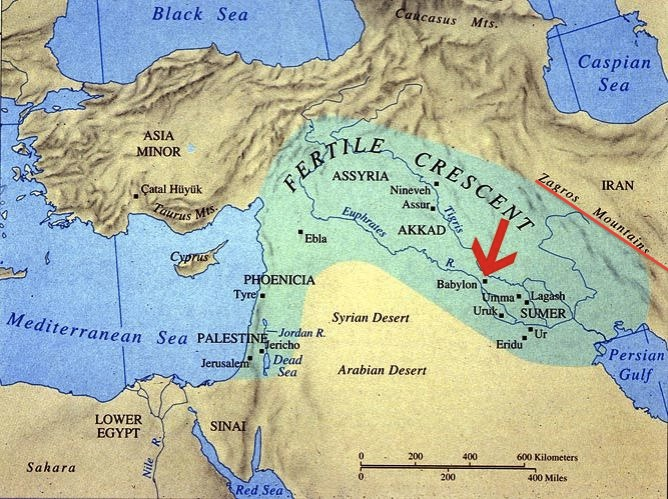 Black Sea
Caucasus Mts.
Caspian
Sea
ASIA
MINOR
FERTILE CRESCENT
ASSYRIA
Zagros Mountains
IRAN
Catal Hüyük
Taurus Mts.
Nineveh
Assur
Tigris
Euphrates R.
AKKAD
Ebla
Cyprus
PHOENICIA
Babylon
Tyre
Umma
Lagash
Uruk
SUMER
Mediterranean Sea
Syrian Desert
PALESTINE
Jordan R.
Jericho
Ur
Eridu
Jerusalem
Dead
Sea
Arabian Desert
Persian
Gulf
LOWER
EGYPT
SINAI
Nile R.
Sahara
Red Sea
0 200 400 600 Kilometers
0 200 400 Miles